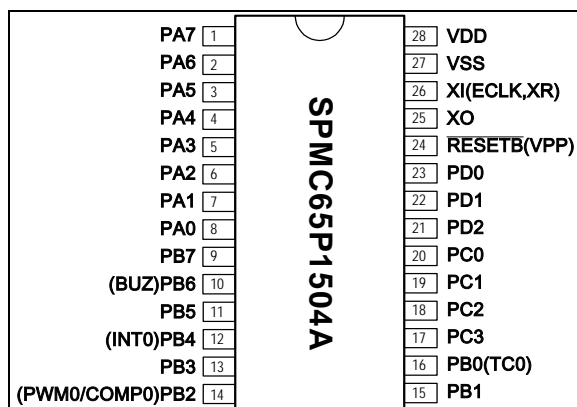 PA7 1
PA6 2
PA5 3
PA4 4
PA3 5
PA2 6
PA1 7
PA0 8
PB7 9
(BUZ)PB6 10
PB5 11
(INT0)PB4 12
PB3 13
(PWM0/COMP0)PB2 14
SPMC65P1504A
28 VDD
27 VSS
26 XI(ECLK,XR)
25 XO
24 RESETB(VPP)
23 PD0
22 PD1
21 PD2
20 PC0
19 PC1
18 PC2
17 PC3
16 PB0(TC0)
15 PB1